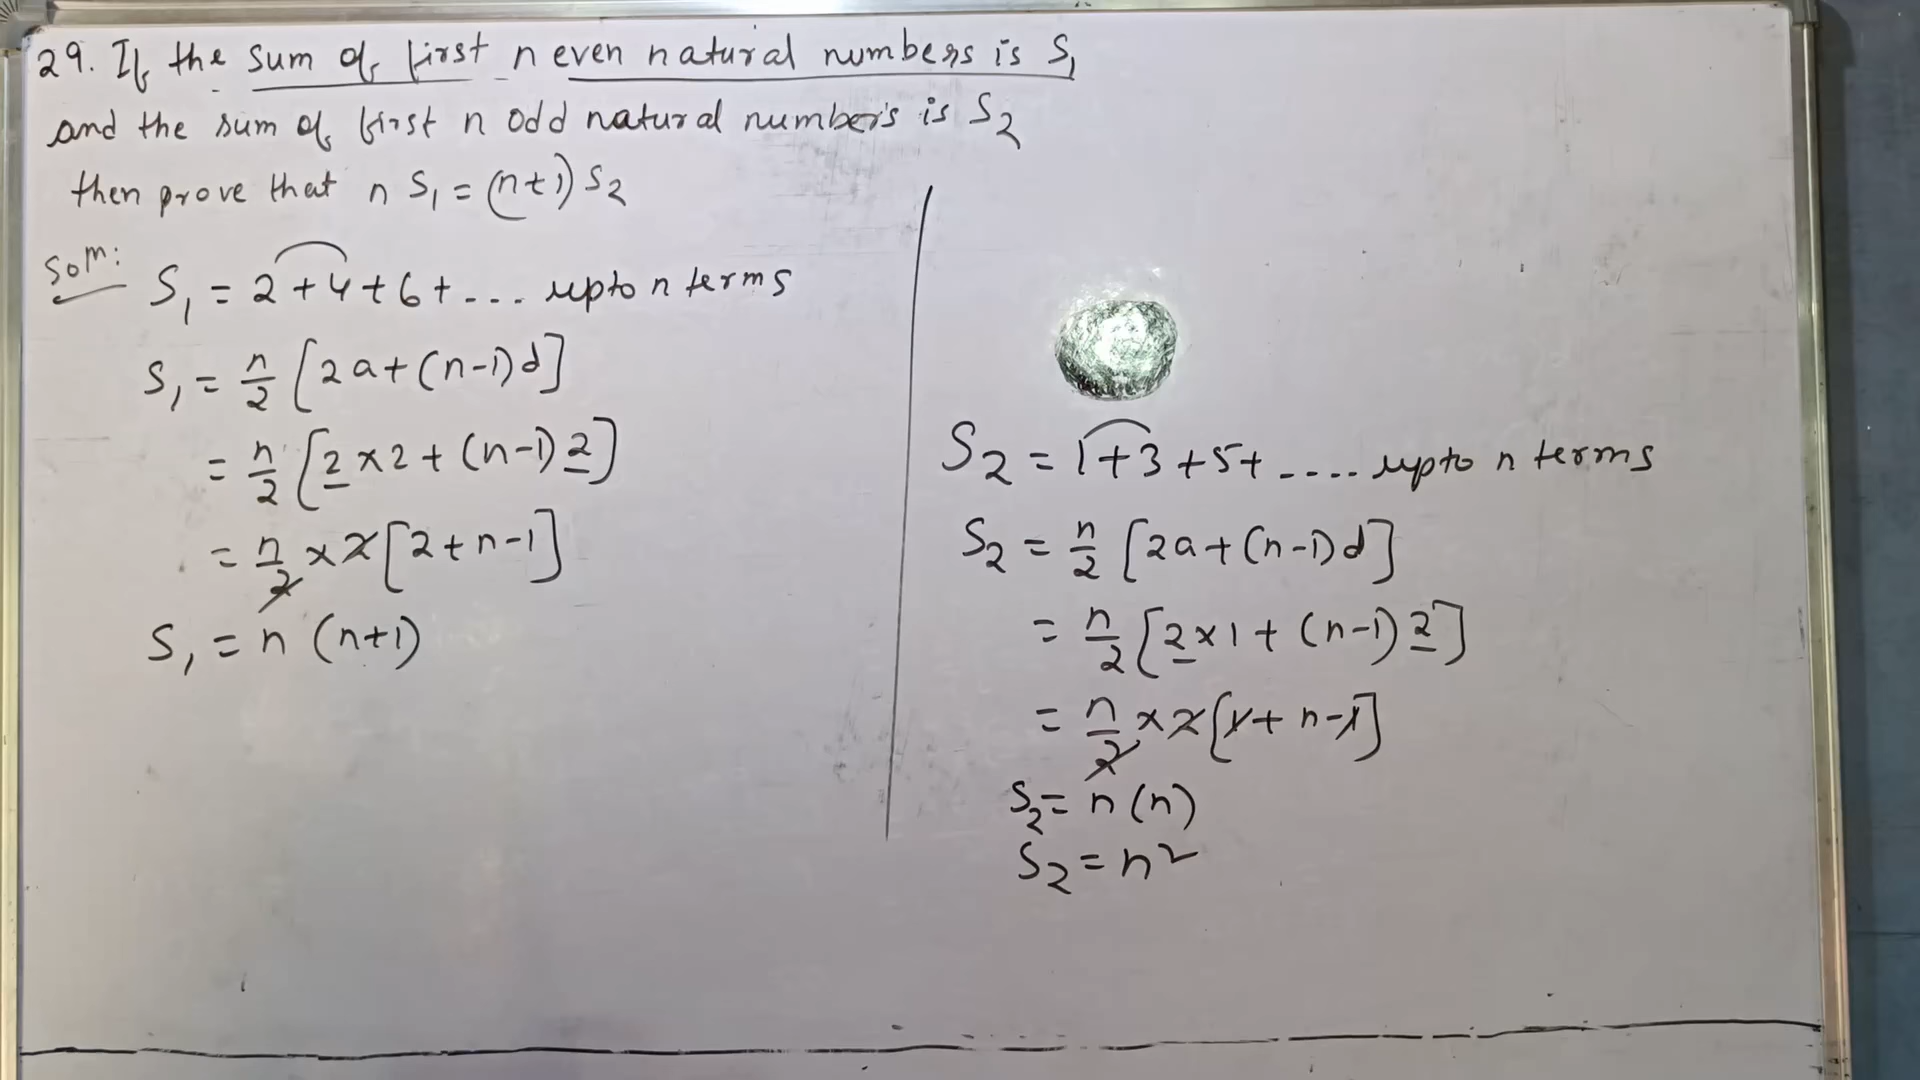 29. If the sum of first n even natural numbers is S₁
and the sum of first n odd natural numbers is S₂
then prove that n S₁ = (n+1) S₂
Soln:
S₁ = 2+4+6+... upto n terms
S₁ = n/2 [2a+(n-1)d]
= n/2 [2×2+(n-1)2]
= n/2 ×2[2+n-1]
S₁ = n (n+1)
S₂ = 1+3+5+.... upto n terms
S₂ = n/2 [2a+(n-1)d]
= n/2 [2×1+(n-1)2]
= n/2 ×2[1+n-1]
S₂ = n (n)
S₂ = n²